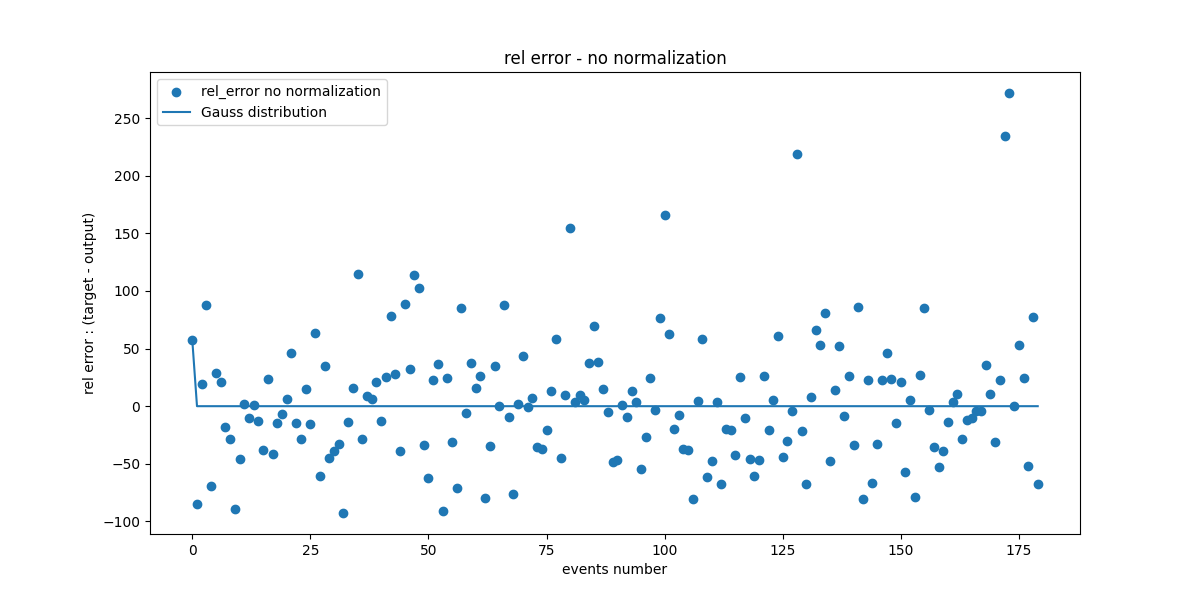 rel error - no normalization
rel_error no normalization
Gauss distribution
250
200
150
100
50
0
−50
−100
rel error : (target - output)
0 25 50 75 100 125 150 175
events number